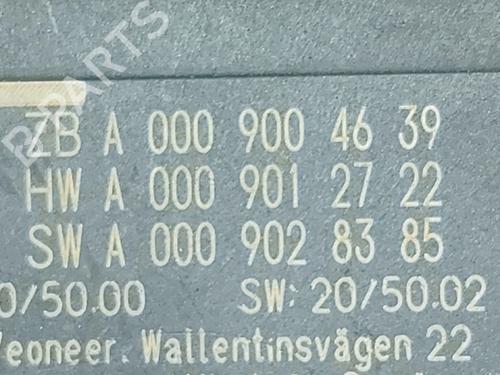 ZB A 000 900 46 39
HW A 000 901 27 22
SW A 000 902 83 85
0/50.00 SW: 20/50.02
Veoneer. Wallentinsvägen 22